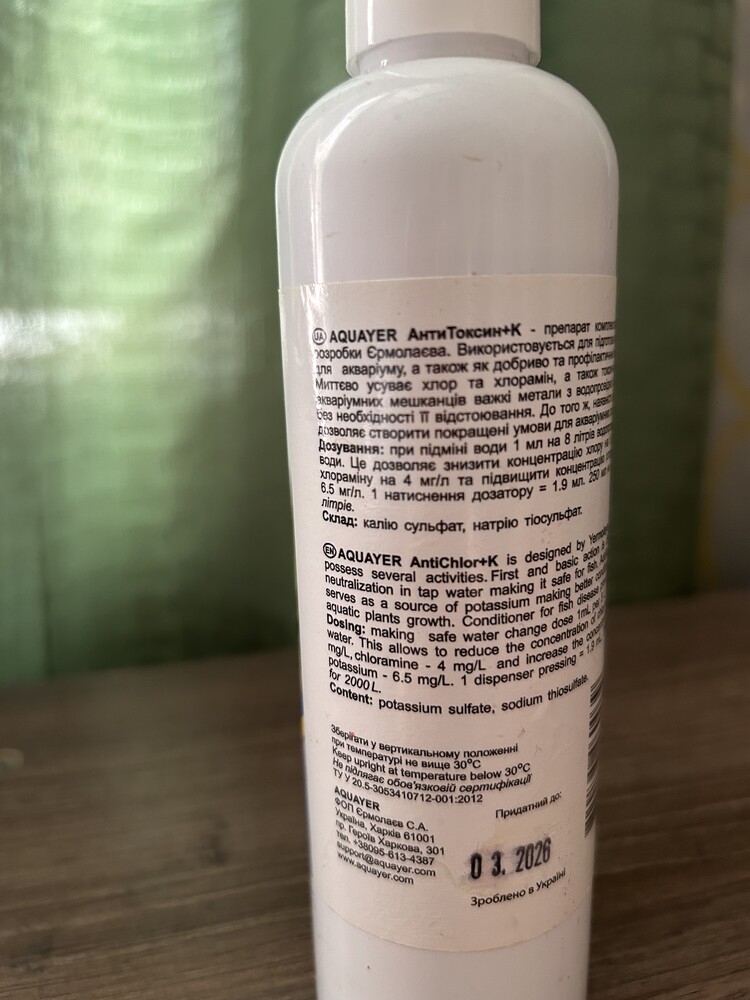 UA AQUAYER АнтиТоксин+К - препарат
розробки Єрмолаєва. Використовується для
для акваріуму, а також як добриво та
Миттєво усуває хлор та хлорамін, а також
акваріумних мешканців важкі метали з
без необхідності її відстоювання. До того ж,
дозволяє створити покращені умови для
Дозування: при підміні води 1 мл на 8 літрів
води. Це дозволяє знизити концентрацію хлору на
хлораміну на 4 мг/л та підвищити концентрацію
6.5 мг/л. 1 натиснення дозатору = 1.9 мл. 250 мл
літрів.
Склад: калію сульфат, натрію тіосульфат.
EN AQUAYER AntiChlor+K is designed by
possess several activities. First and basic action is
neutralization in tap water making it safe for fish.
serves as a source of potassium making better
aquatic plants growth. Conditioner for fish disease
Dosing: making safe water change dose 1mL
water. This allows to reduce the concentration of
mg/L, chloramine - 4 mg/L and increase the
potassium - 6.5 mg/L. 1 dispenser pressing = 1.9
for 2000 L.
Content: potassium sulfate, sodium thiosulfate.
Зберігати у вертикальному положенні
при температурі не вище 30°C
Keep upright at temperature below 30°C
Не підлягає обов'язковій сертифікації
ТУ У 20.5-3053410712-001:2012
AQUAYER
ФОП Єрмолаєв С.А.
Україна, Харків 61001
пр. Героїв Харкова, 301
тел. +38095-613-4387
support@aquayer.com
www.aquayer.com
Придатний до:
03.2026
Зроблено в Україні